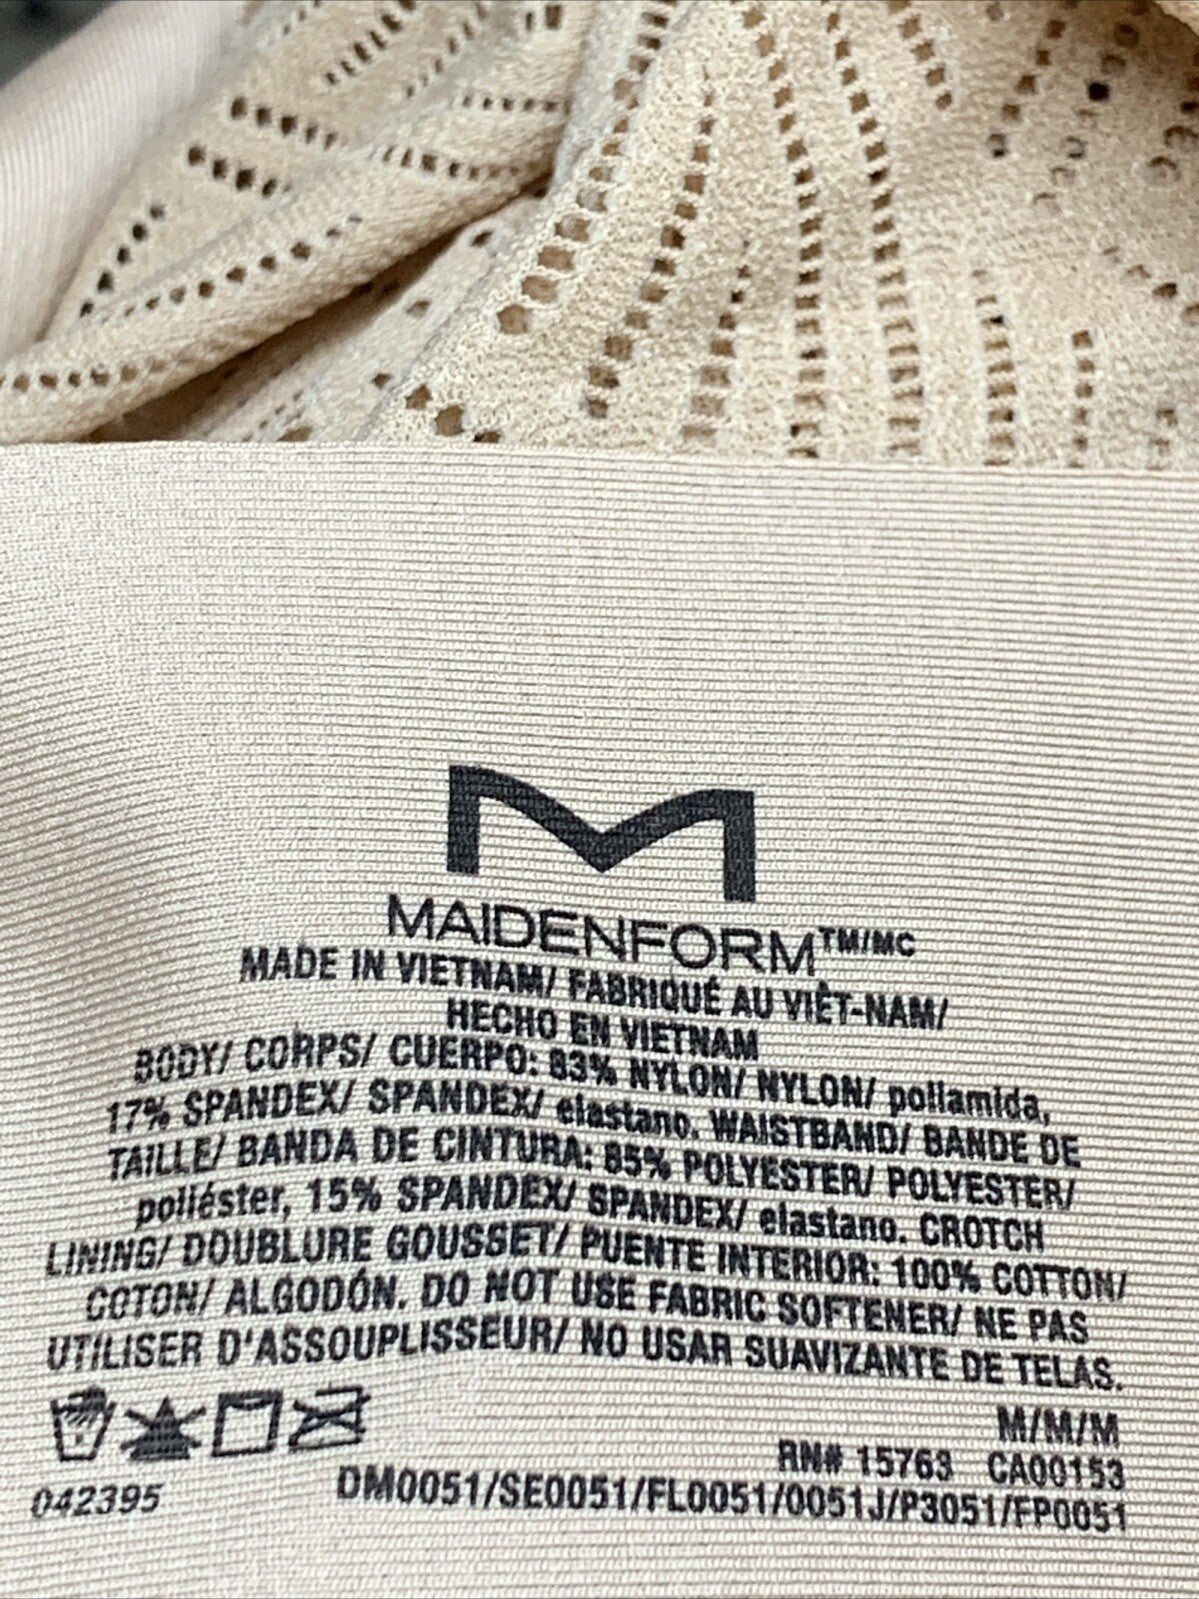 MAIDENFORM™/MC
MADE IN VIETNAM/ FABRIQUÉ AU VIÊT-NAM/
HECHO EN VIETNAM
BODY/ CORPS/ CUERPO: 83% NYLON/ NYLON/ poliamida,
17% SPANDEX/ SPANDEX/ elastano. WAISTBAND/ BANDE DE
TAILLE/ BANDA DE CINTURA: 85% POLYESTER/ POLYESTER/
poliéster, 15% SPANDEX/ SPANDEX/ elastano. CROTCH
LINING/ DOUBLURE GOUSSET/ PUENTE INTERIOR: 100% COTTON/
COTON/ ALGODÓN. DO NOT USE FABRIC SOFTENER/ NE PAS
UTILISER D'ASSOUPLISSEUR/ NO USAR SUAVIZANTE DE TELAS.
M/M/M
RN# 15763 CA00153
042395 DM0051/SE0051/FL0051/0051J/P3051/FP0051